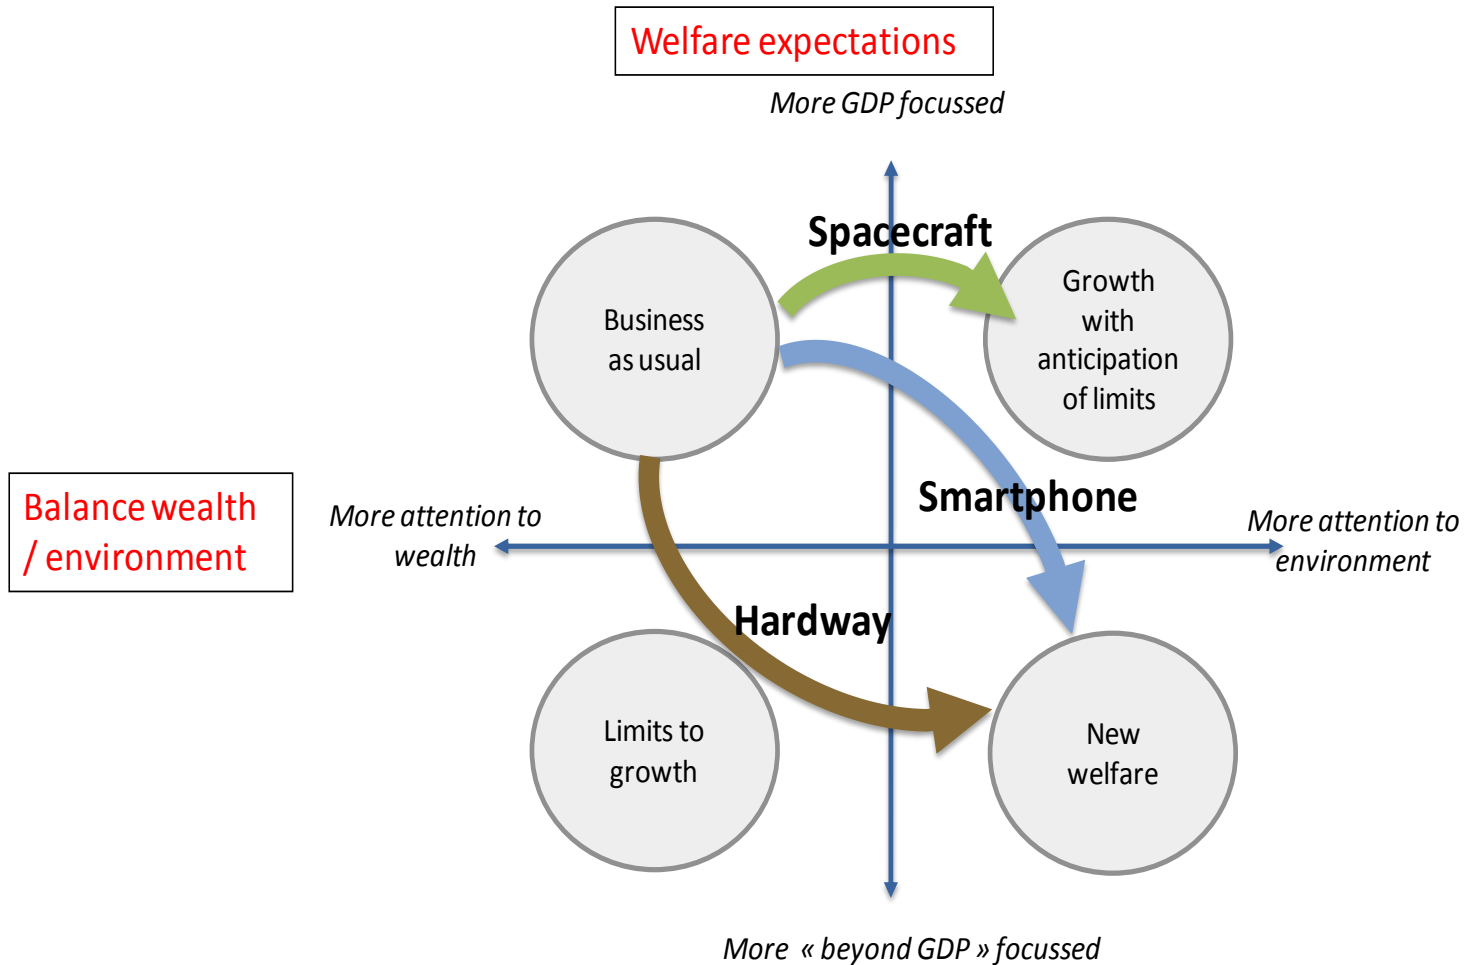 Welfare expectations
More GDP focussed
Spacecraft
Business
as usual
Growth
with
anticipation
of limits
Balance wealth
/ environment
More attention to
wealth
Smartphone
More attention to
environment
Hardway
Limits to
growth
New
welfare
More « beyond GDP » focussed